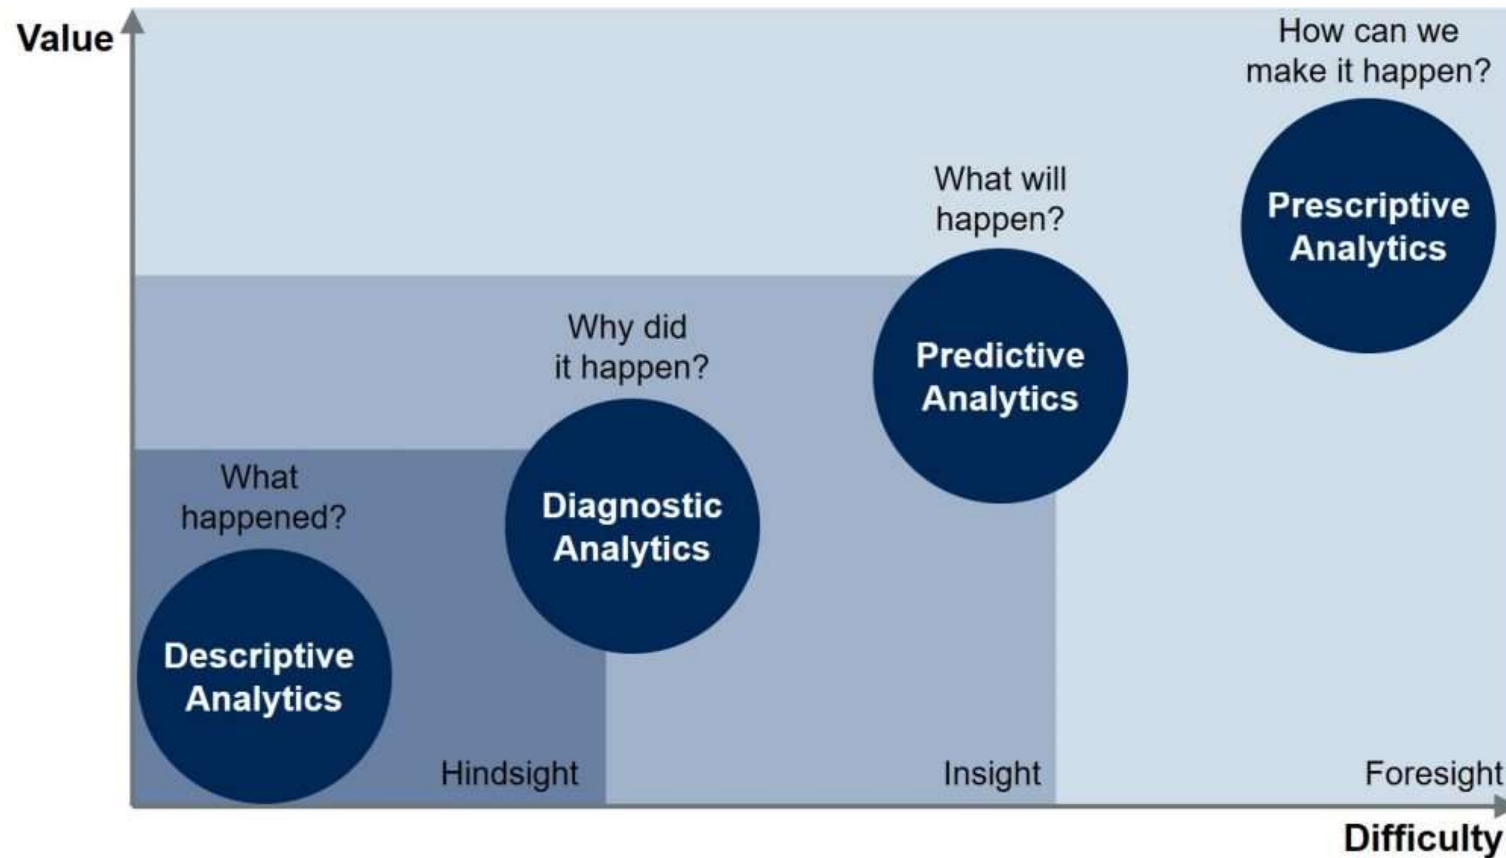 Value
How can we
make it happen?
Prescriptive
Analytics
What will
happen?
Predictive
Analytics
Why did
it happen?
Diagnostic
Analytics
What
happened?
Descriptive
Analytics
Hindsight
Insight
Foresight
Difficulty